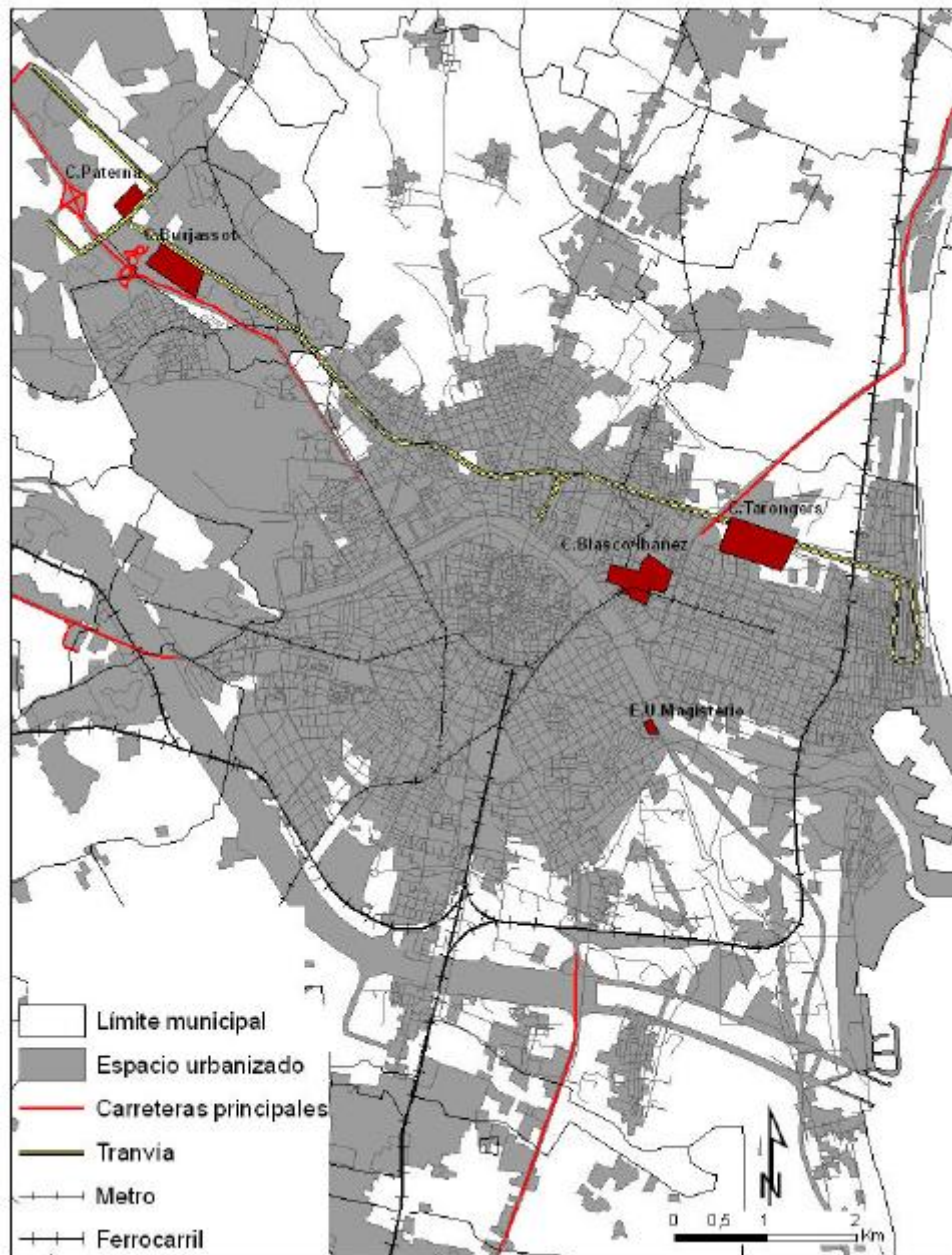 C.Paterna
C.Burjassot
C.Tarongers
C.Blasco Ibáñez
E.U.Magisterio
Límite municipal
Espacio urbanizado
Carreteras principales
Tranvía
Metro
Ferrocarril
N
0 0,5 1 2
Km